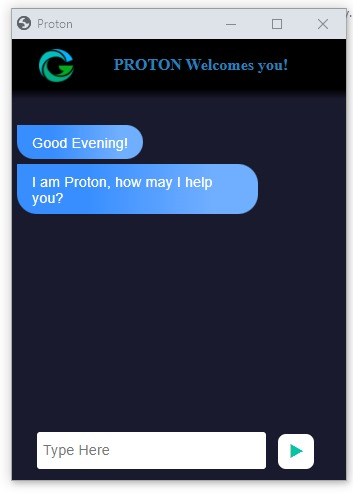 Proton
PROTON Welcomes you!
Good Evening!
I am Proton, how may I help
you?
Type Here